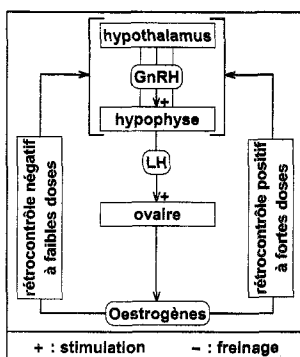 hypothalamus
GnRH
+
hypophyse
LH
+
ovaire
Oestrogènes
rétrocontrôle négatif
à faibles doses
rétrocontrôle positif
à fortes doses
+ : stimulation – : freinage